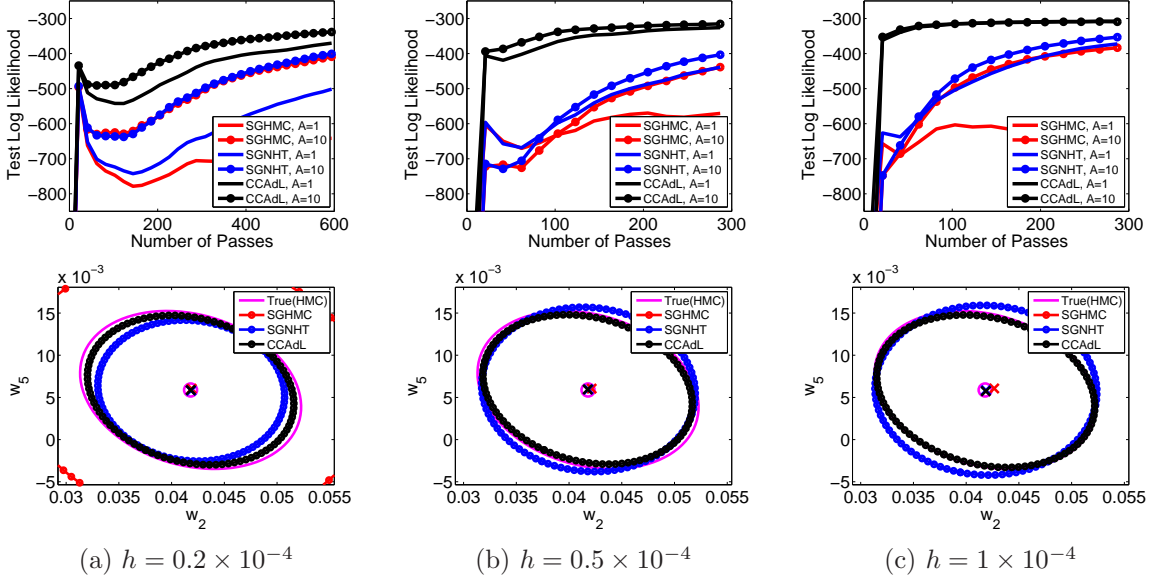 Test Log Likelihood
−300
−400
−500
−600
−700
−800
0
200
400
600
Number of Passes
SGHMC, A=1
SGHMC, A=10
SGNHT, A=1
SGNHT, A=10
CCAdL, A=1
CCAdL, A=10
Test Log Likelihood
−300
−400
−500
−600
−700
−800
0
100
200
300
Number of Passes
SGHMC, A=1
SGHMC, A=10
SGNHT, A=1
SGNHT, A=10
CCAdL, A=1
CCAdL, A=10
Test Log Likelihood
−300
−400
−500
−600
−700
−800
0
100
200
300
Number of Passes
SGHMC, A=1
SGHMC, A=10
SGNHT, A=1
SGNHT, A=10
CCAdL, A=1
CCAdL, A=10
x 10⁻³
w₅
15
10
5
0
−5
0.03
0.035
0.04
0.045
0.05
0.055
w₂
True(HMC)
SGHMC
SGNHT
CCAdL
x 10⁻³
w₅
15
10
5
0
−5
0.03
0.035
0.04
0.045
0.05
0.055
w₂
True(HMC)
SGHMC
SGNHT
CCAdL
x 10⁻³
w₅
15
10
5
0
−5
0.03
0.035
0.04
0.045
0.05
0.055
w₂
True(HMC)
SGHMC
SGNHT
CCAdL
(a) h = 0.2 × 10⁻⁴
(b) h = 0.5 × 10⁻⁴
(c) h = 1 × 10⁻⁴